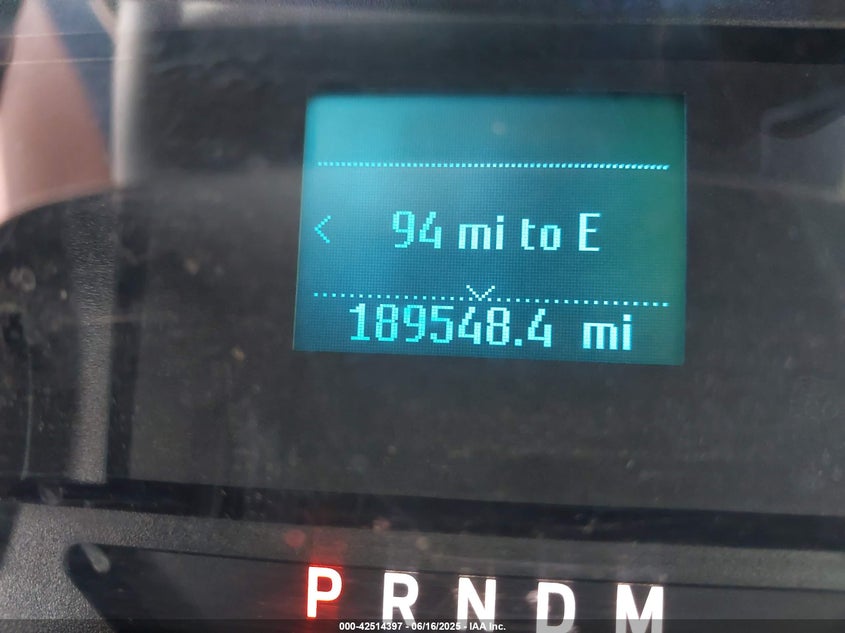 < 94 mi to E
189548.4 mi
P R N D M
000-42514397 - 06/16/2025 - IAA Inc.